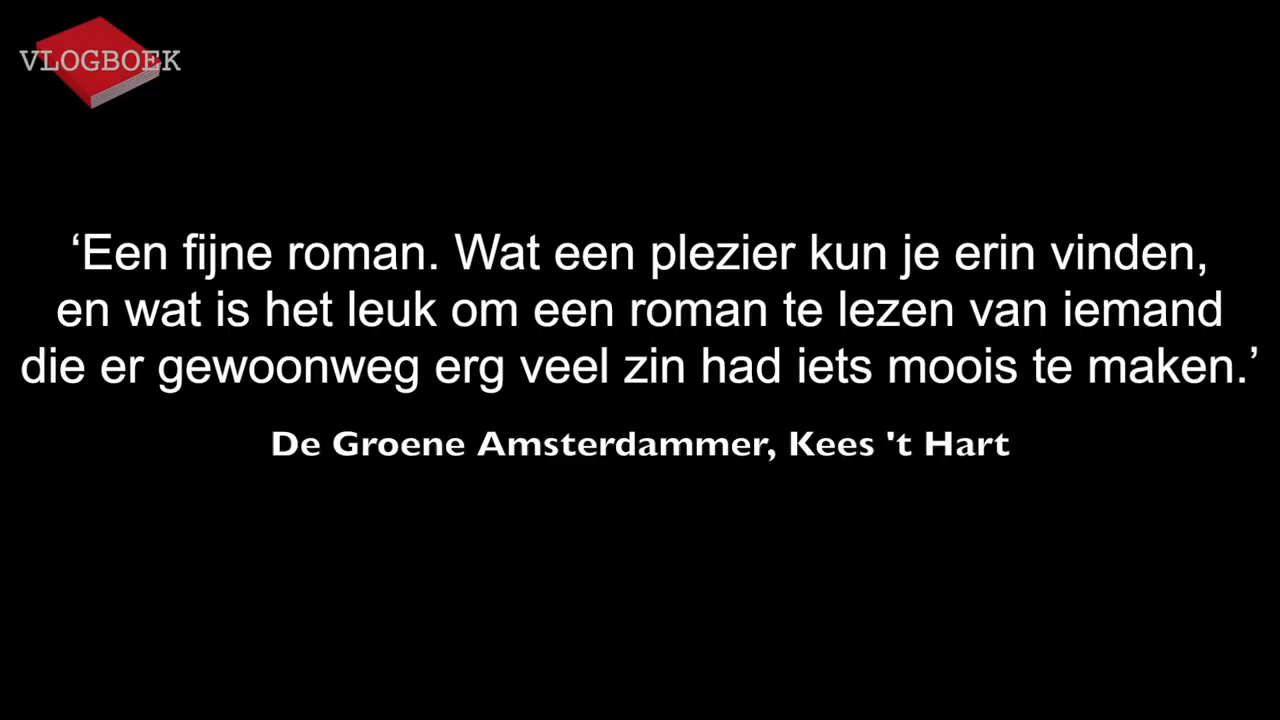 VLOGBOEK
‘Een fijne roman. Wat een plezier kun je erin vinden,
en wat is het leuk om een roman te lezen van iemand
die er gewoonweg erg veel zin had iets moois te maken.’
De Groene Amsterdammer, Kees 't Hart